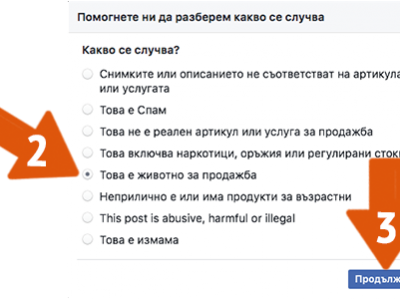 Помогнете ни да разберем какво се случва
Какво се случва?
Снимките или описанието не съответстват на артикула
или услугата
Това е Спам
2
Това не е реален артикул или услуга за продажба
Това включва наркотици, оръжия или регулирани
Това е животно за продажба
Неприлично е или има продукти за възрастни
This post is abusive, harmful or illegal
3
Това е измама